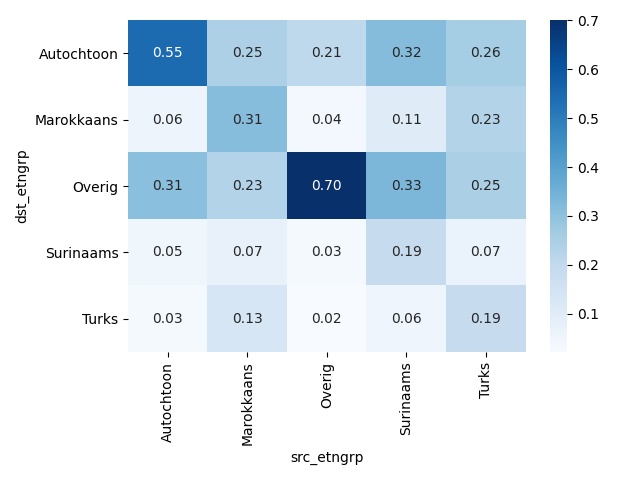 Autochtoon 0.55 0.25 0.21 0.32 0.26
Marokkaans 0.06 0.31 0.04 0.11 0.23
Overig 0.31 0.23 0.70 0.33 0.25
Surinaams 0.05 0.07 0.03 0.19 0.07
Turks 0.03 0.13 0.02 0.06 0.19
dst_etngrp
Autochtoon
Marokkaans
Overig
Surinaams
Turks
src_etngrp
0.7
0.6
0.5
0.4
0.3
0.2
0.1